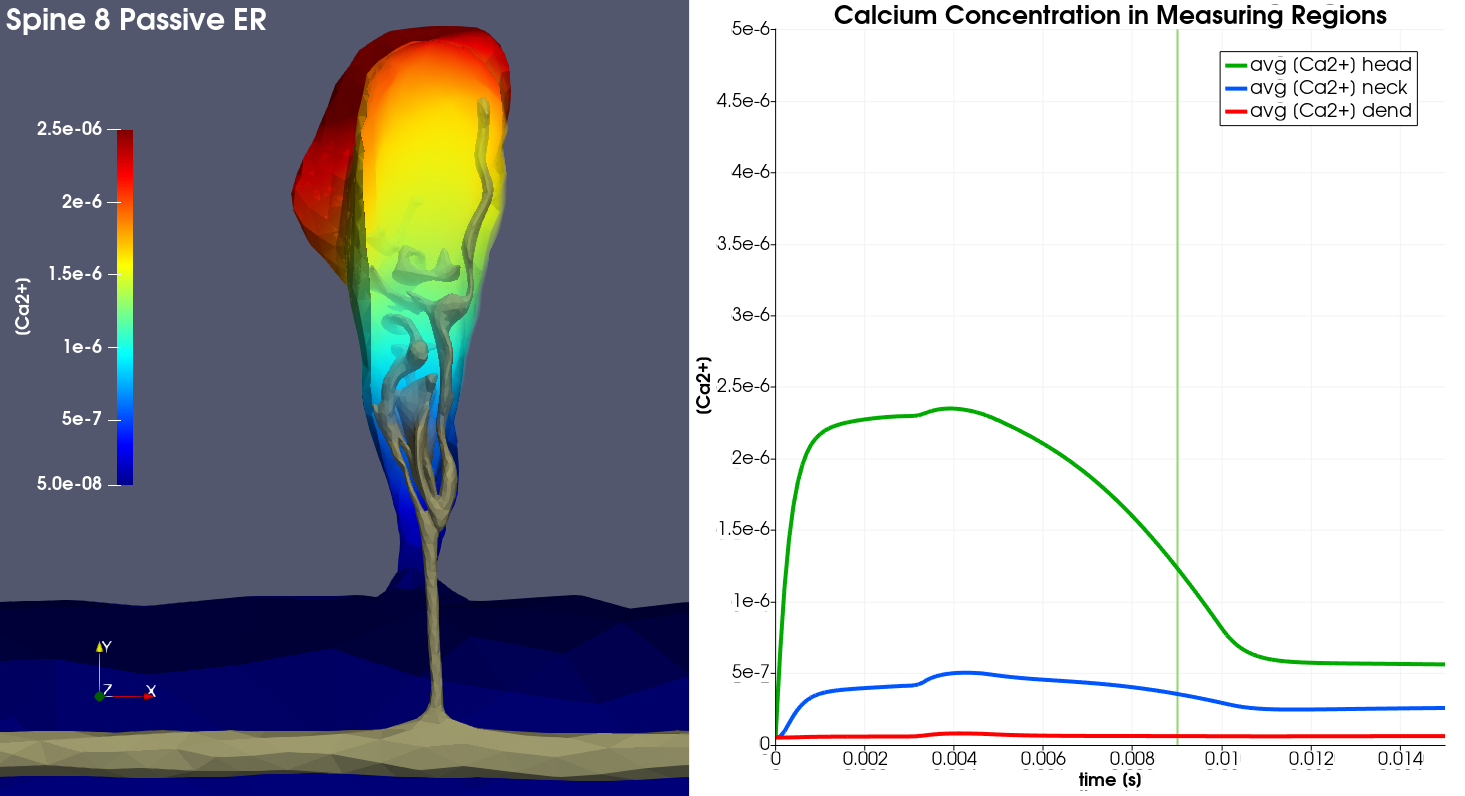 Spine 8 Passive ER
2.5e-06
2e-6
1.5e-6
1e-6
5e-7
5.0e-08
(Ca2+)
Y
Z
X
Calcium Concentration in Measuring Regions
avg (Ca2+) head
avg (Ca2+) neck
avg (Ca2+) dend
5e-6
4.5e-6
4e-6
3.5e-6
3e-6
2.5e-6
2e-6
1.5e-6
1e-6
5e-7
0
(Ca2+)
0 0.002 0.004 0.006 0.008 0.01 0.012 0.014
time (s)